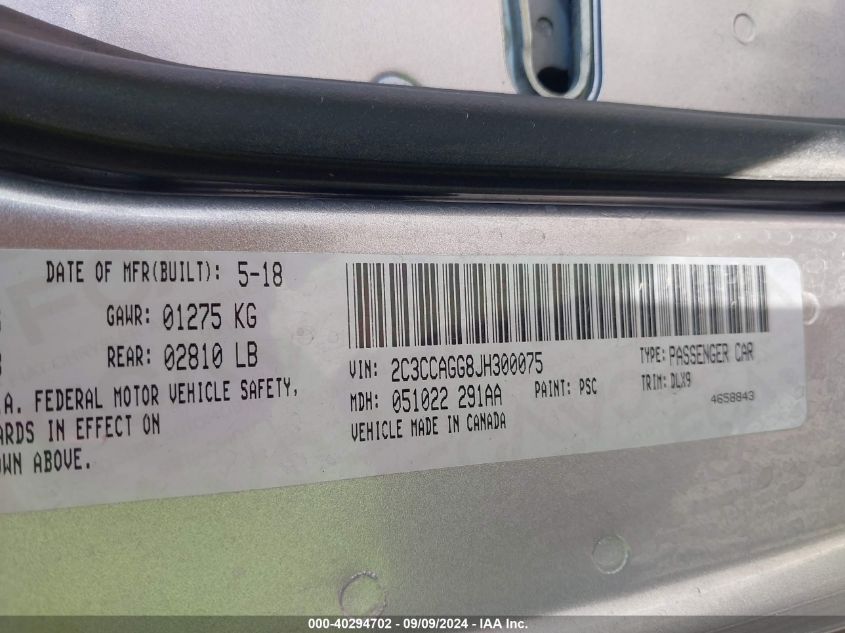 DATE OF MFR(BUILT): 5-18
GAWR: 01275 KG
REAR: 02810 LB
.A. FEDERAL MOTOR VEHICLE SAFETY,
ARDS IN EFFECT ON
OWN ABOVE.
VIN: 2C3CCAGG8JH300075
TYPE: PASSENGER CAR
MDH: 051022 291AA
PAINT: PSC
TRIM: DLX9
VEHICLE MADE IN CANADA
4658843
000-40294702 - 09/09/2024 - IAA Inc.